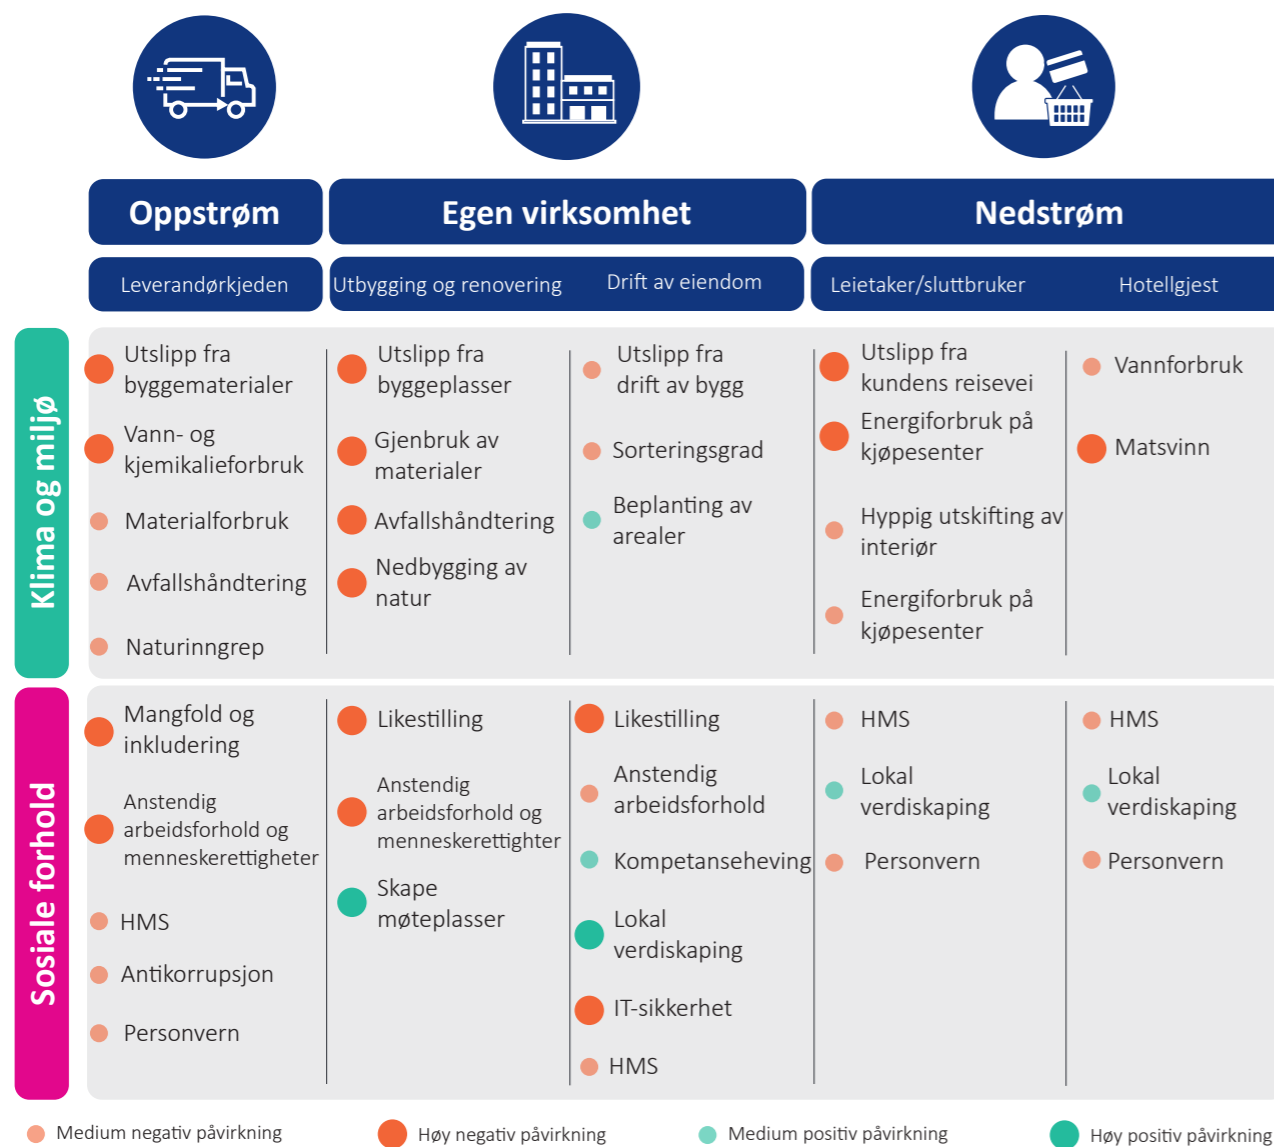 Oppstrøm
Egen virksomhet
Nedstrøm
Leverandørkjeden
Utbygging og renovering
Drift av eiendom
Leietaker/sluttbruker
Hotellgjest
Klima og miljø
Utslipp fra
byggematerialer
Vann- og
kjemikalieforbruk
Materialforbruk
Avfallshåndtering
Naturinngrep
Utslipp fra
byggeplasser
Gjenbruk av
materialer
Avfallshåndtering
Nedbygging av
natur
Utslipp fra
drift av bygg
Sorteringsgrad
Beplanting av
arealer
Utslipp fra
kundens reisevei
Energiforbruk på
kjøpesenter
Hyppig utskifting av
interiør
Energiforbruk på
kjøpesenter
Vannforbruk
Matsvinn
Sosiale forhold
Mangfold og
inkludering
Anstendig
arbeidsforhold og
menneskerettigheter
HMS
Antikorrupsjon
Personvern
Likestilling
Anstendig
arbeidsforhold og
menneskerettighter
Skape
møteplasser
Likestilling
Anstendig
arbeidsforhold
Kompetanseheving
Lokal
verdiskaping
IT-sikkerhet
HMS
HMS
Lokal
verdiskaping
Personvern
HMS
Lokal
verdiskaping
Personvern
Medium negativ påvirkning
Høy negativ påvirkning
Medium positiv påvirkning
Høy positiv påvirkning